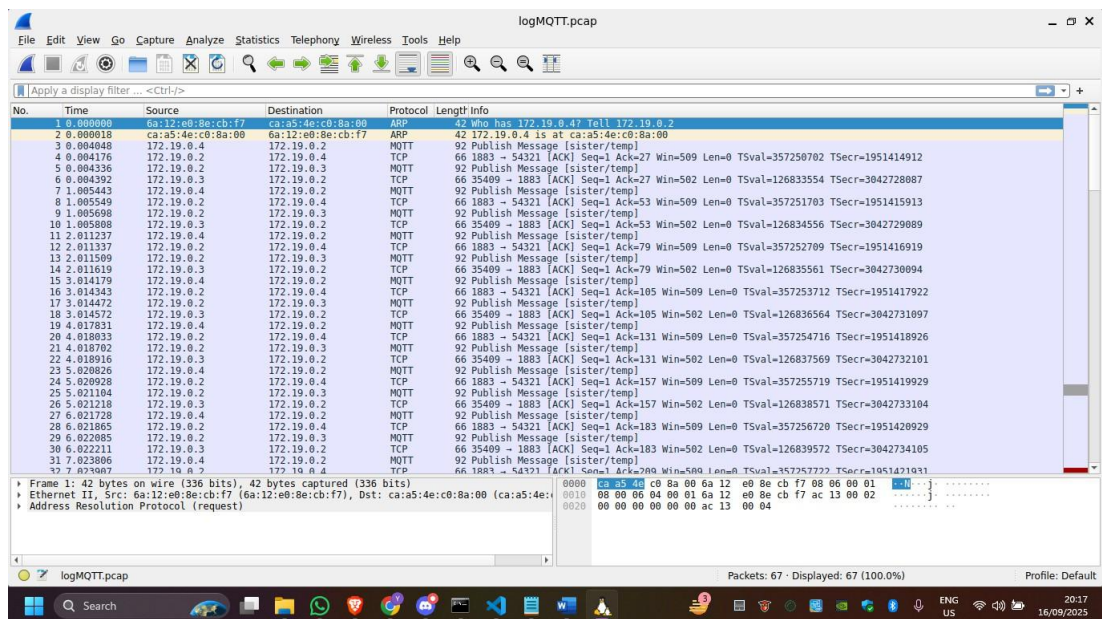 logMQTT.pcap
File Edit View Go Capture Analyze Statistics Telephony Wireless Tools Help
Apply a display filter ... <Ctrl-/>
No. Time Source Destination Protocol Length Info
1 0.000000 6a:12:e0:8e:cb:f7 ca:a5:4e:c0:8a:00 ARP 42 Who has 172.19.0.4? Tell 172.19.0.2
2 0.000018 ca:a5:4e:c0:8a:00 6a:12:e0:8e:cb:f7 ARP 42 172.19.0.4 is at ca:a5:4e:c0:8a:00
3 0.004048 172.19.0.4 172.19.0.2 MQTT 92 Publish Message [sister/temp]
4 0.004176 172.19.0.2 172.19.0.4 TCP 66 1883 → 54321 [ACK] Seq=1 Ack=27 Win=509 Len=0 TSval=357250702 TSecr=1951414912
5 0.004336 172.19.0.2 172.19.0.3 MQTT 92 Publish Message [sister/temp]
6 0.004392 172.19.0.3 172.19.0.2 TCP 66 35409 → 1883 [ACK] Seq=1 Ack=27 Win=502 Len=0 TSval=126833554 TSecr=3042728087
7 1.005443 172.19.0.4 172.19.0.2 MQTT 92 Publish Message [sister/temp]
8 1.005549 172.19.0.2 172.19.0.4 TCP 66 1883 → 54321 [ACK] Seq=1 Ack=53 Win=509 Len=0 TSval=357251703 TSecr=1951415913
9 1.005698 172.19.0.2 172.19.0.3 MQTT 92 Publish Message [sister/temp]
10 1.005808 172.19.0.3 172.19.0.2 TCP 66 35409 → 1883 [ACK] Seq=1 Ack=53 Win=502 Len=0 TSval=126834556 TSecr=3042729089
11 2.011237 172.19.0.4 172.19.0.2 MQTT 92 Publish Message [sister/temp]
12 2.011337 172.19.0.2 172.19.0.4 TCP 66 1883 → 54321 [ACK] Seq=1 Ack=79 Win=509 Len=0 TSval=357252709 TSecr=1951416919
13 2.011509 172.19.0.2 172.19.0.3 MQTT 92 Publish Message [sister/temp]
14 2.011619 172.19.0.3 172.19.0.2 TCP 66 35409 → 1883 [ACK] Seq=1 Ack=79 Win=502 Len=0 TSval=126835561 TSecr=3042730094
15 3.014179 172.19.0.4 172.19.0.2 MQTT 92 Publish Message [sister/temp]
16 3.014343 172.19.0.2 172.19.0.4 TCP 66 1883 → 54321 [ACK] Seq=1 Ack=105 Win=509 Len=0 TSval=357253712 TSecr=1951417922
17 3.014472 172.19.0.2 172.19.0.3 MQTT 92 Publish Message [sister/temp]
18 3.014572 172.19.0.3 172.19.0.2 TCP 66 35409 → 1883 [ACK] Seq=1 Ack=105 Win=502 Len=0 TSval=126836564 TSecr=3042731097
19 4.017831 172.19.0.4 172.19.0.2 MQTT 92 Publish Message [sister/temp]
20 4.018033 172.19.0.2 172.19.0.4 TCP 66 1883 → 54321 [ACK] Seq=1 Ack=131 Win=509 Len=0 TSval=357254716 TSecr=1951418926
21 4.018702 172.19.0.2 172.19.0.3 MQTT 92 Publish Message [sister/temp]
22 4.018916 172.19.0.3 172.19.0.2 TCP 66 35409 → 1883 [ACK] Seq=1 Ack=131 Win=502 Len=0 TSval=126837569 TSecr=3042732101
23 5.020826 172.19.0.4 172.19.0.2 MQTT 92 Publish Message [sister/temp]
24 5.020928 172.19.0.2 172.19.0.4 TCP 66 1883 → 54321 [ACK] Seq=1 Ack=157 Win=509 Len=0 TSval=357255719 TSecr=1951419929
25 5.021104 172.19.0.2 172.19.0.3 MQTT 92 Publish Message [sister/temp]
26 5.021218 172.19.0.3 172.19.0.2 TCP 66 35409 → 1883 [ACK] Seq=1 Ack=157 Win=502 Len=0 TSval=126838571 TSecr=3042733104
27 6.021728 172.19.0.4 172.19.0.2 MQTT 92 Publish Message [sister/temp]
28 6.021865 172.19.0.2 172.19.0.4 TCP 66 1883 → 54321 [ACK] Seq=1 Ack=183 Win=509 Len=0 TSval=357256720 TSecr=1951420929
29 6.022085 172.19.0.2 172.19.0.3 MQTT 92 Publish Message [sister/temp]
30 6.022211 172.19.0.3 172.19.0.2 TCP 66 35409 → 1883 [ACK] Seq=1 Ack=183 Win=502 Len=0 TSval=126839572 TSecr=3042734105
31 7.023806 172.19.0.4 172.19.0.2 MQTT 92 Publish Message [sister/temp]
32 7.023907 172.19.0.2 172.19.0.4 TCP 66 1883 → 54321 [ACK] Seq=1 Ack=209 Win=509 Len=0 TSval=357257722 TSecr=1951421931
Frame 1: 42 bytes on wire (336 bits), 42 bytes captured (336 bits)
Ethernet II, Src: 6a:12:e0:8e:cb:f7 (6a:12:e0:8e:cb:f7), Dst: ca:a5:4e:c0:8a:00 (ca:a5:4e:
Address Resolution Protocol (request)
0000 ca a5 4e c0 8a 00 6a 12 e0 8e cb f7 08 06 00 01 ··N···j· ········
0010 08 00 06 04 00 01 6a 12 e0 8e cb f7 ac 13 00 02 ······j· ········
0020 00 00 00 00 00 00 ac 13 00 04 ········ ··
logMQTT.pcap
Packets: 67 · Displayed: 67 (100.0%)
Profile: Default
Search
3
ENG
US
20:17
16/09/2025